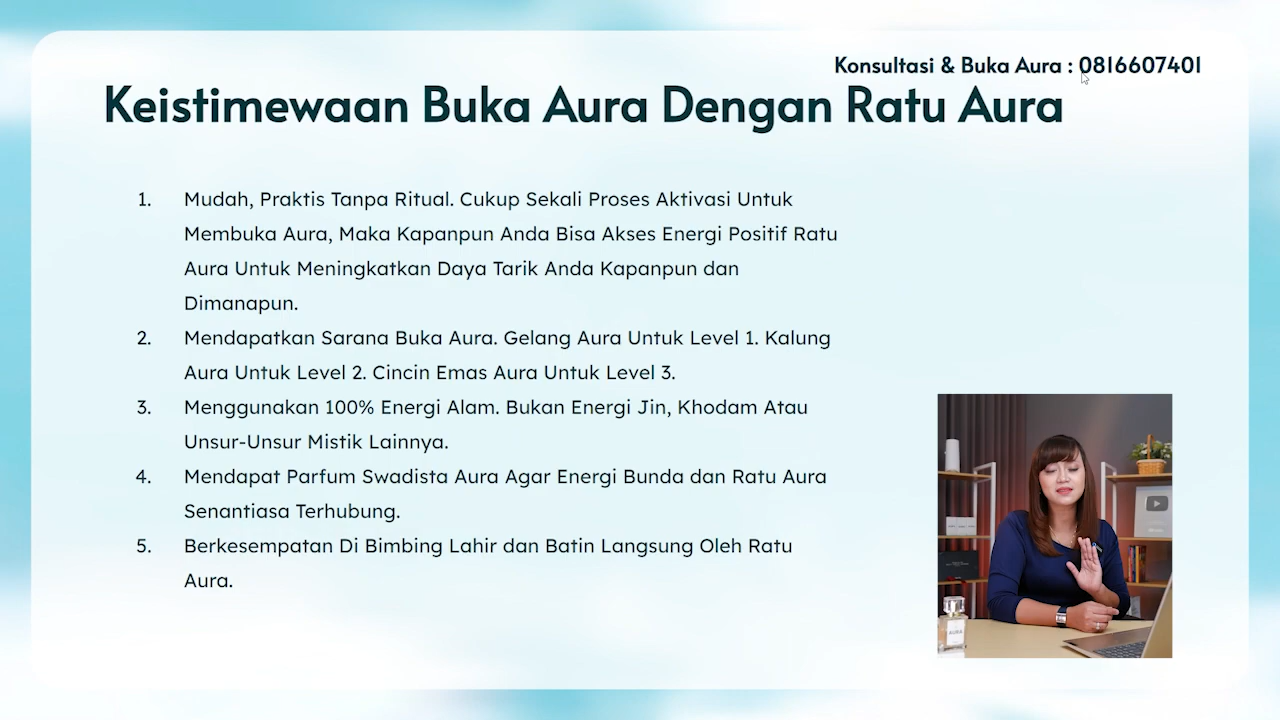 Konsultasi & Buka Aura : 0816607401
Keistimewaan Buka Aura Dengan Ratu Aura
1. Mudah, Praktis Tanpa Ritual. Cukup Sekali Proses Aktivasi Untuk
Membuka Aura, Maka Kapanpun Anda Bisa Akses Energi Positif Ratu
Aura Untuk Meningkatkan Daya Tarik Anda Kapanpun dan
Dimanapun.
2. Mendapatkan Sarana Buka Aura. Gelang Aura Untuk Level 1. Kalung
Aura Untuk Level 2. Cincin Emas Aura Untuk Level 3.
3. Menggunakan 100% Energi Alam. Bukan Energi Jin, Khodam Atau
Unsur-Unsur Mistik Lainnya.
4. Mendapat Parfum Swadista Aura Agar Energi Bunda dan Ratu Aura
Senantiasa Terhubung.
5. Berkesempatan Di Bimbing Lahir dan Batin Langsung Oleh Ratu
Aura.
AURA